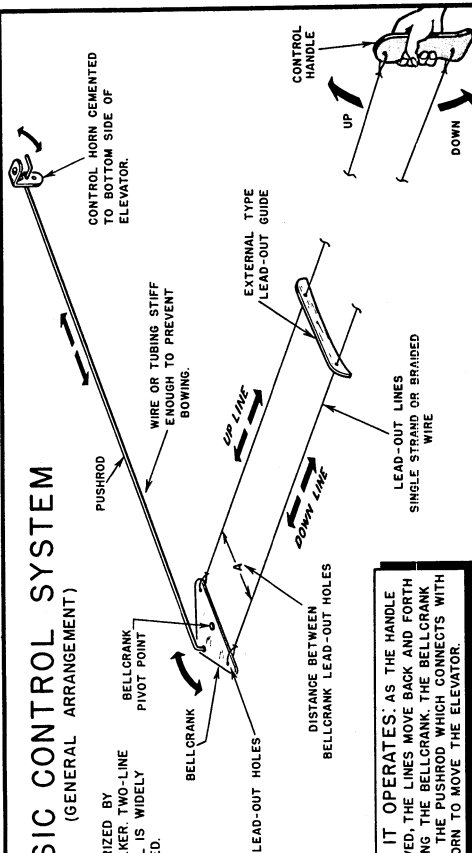 SIC CONTROL SYSTEM
(GENERAL ARRANGEMENT)
RIZED BY
KER. TWO-LINE
IS WIDELY
ED.
PUSHROD
CONTROL HORN CEMENTED
TO BOTTOM SIDE OF
ELEVATOR.
WIRE OR TUBING STIFF
ENOUGH TO PREVENT
BOWING.
BELLCRANK
PIVOT POINT
BELLCRANK
LEAD-OUT HOLES
A
DISTANCE BETWEEN
BELLCRANK LEAD-OUT HOLES
UP LINE
DOWN LINE
EXTERNAL TYPE
LEAD-OUT GUIDE
LEAD-OUT LINES
SINGLE STRAND OR BRAIDED
WIRE
CONTROL
HANDLE
UP
DOWN
IT OPERATES: AS THE HANDLE
VED, THE LINES MOVE BACK AND FORTH
NG THE BELLCRANK. THE BELLCRANK
THE PUSHROD WHICH CONNECTS WITH
ORN TO MOVE THE ELEVATOR.